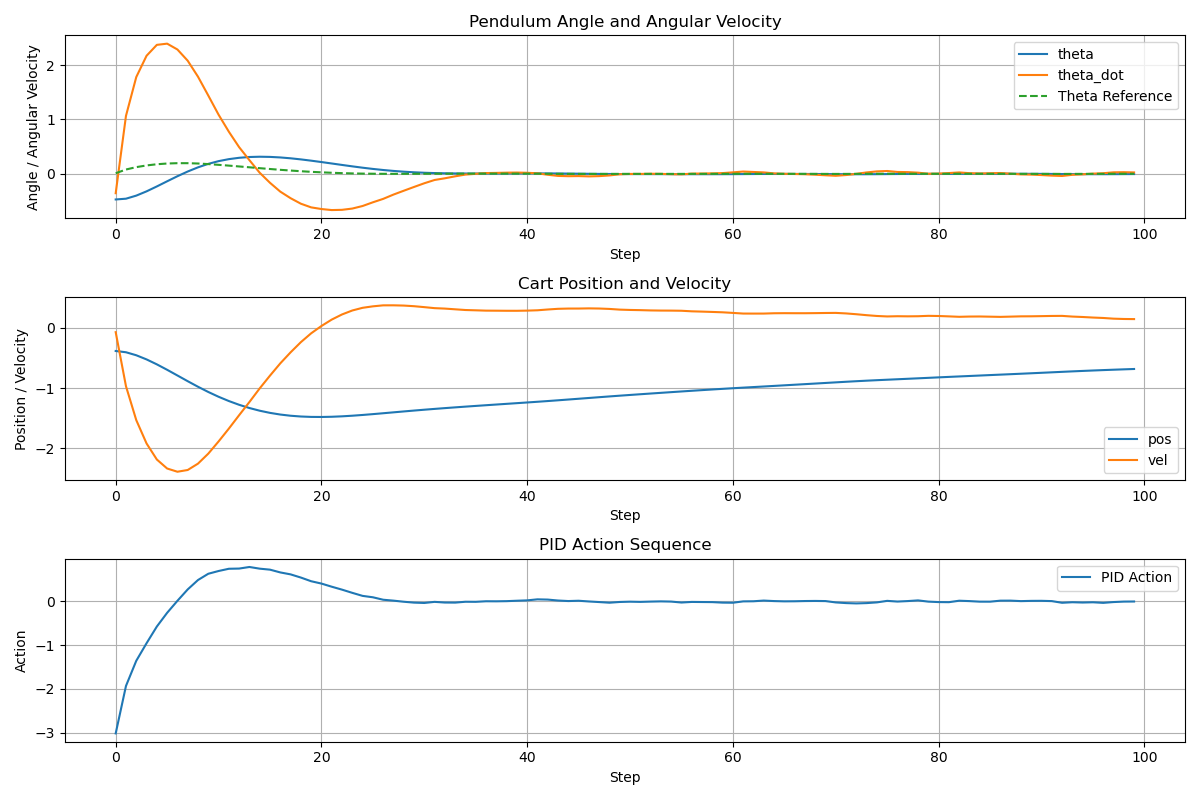 Pendulum Angle and Angular Velocity
Angle / Angular Velocity
2
1
0
theta
theta_dot
Theta Reference
0
20
40
60
80
100
Step
Cart Position and Velocity
Position / Velocity
0
−1
−2
pos
vel
0
20
40
60
80
100
Step
PID Action Sequence
Action
0
−1
−2
−3
PID Action
0
20
40
60
80
100
Step